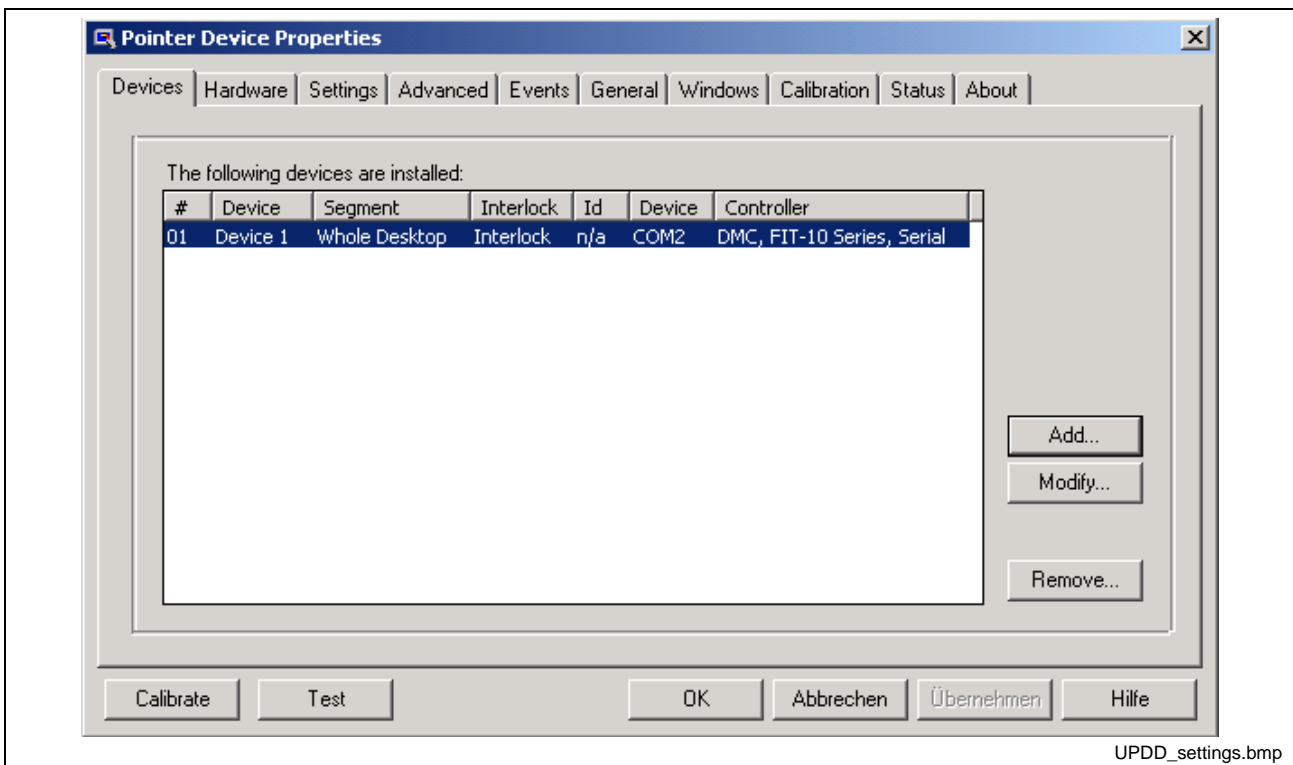 Pointer Device Properties
Devices Hardware Settings Advanced Events General Windows Calibration Status About
The following devices are installed:
# Device Segment Interlock Id Device Controller
01 Device 1 Whole Desktop Interlock n/a COM2 DMC, FIT-10 Series, Serial
Add...
Modify...
Remove...
Calibrate Test OK Abbrechen Übernehmen Hilfe
UPDD_settings.bmp